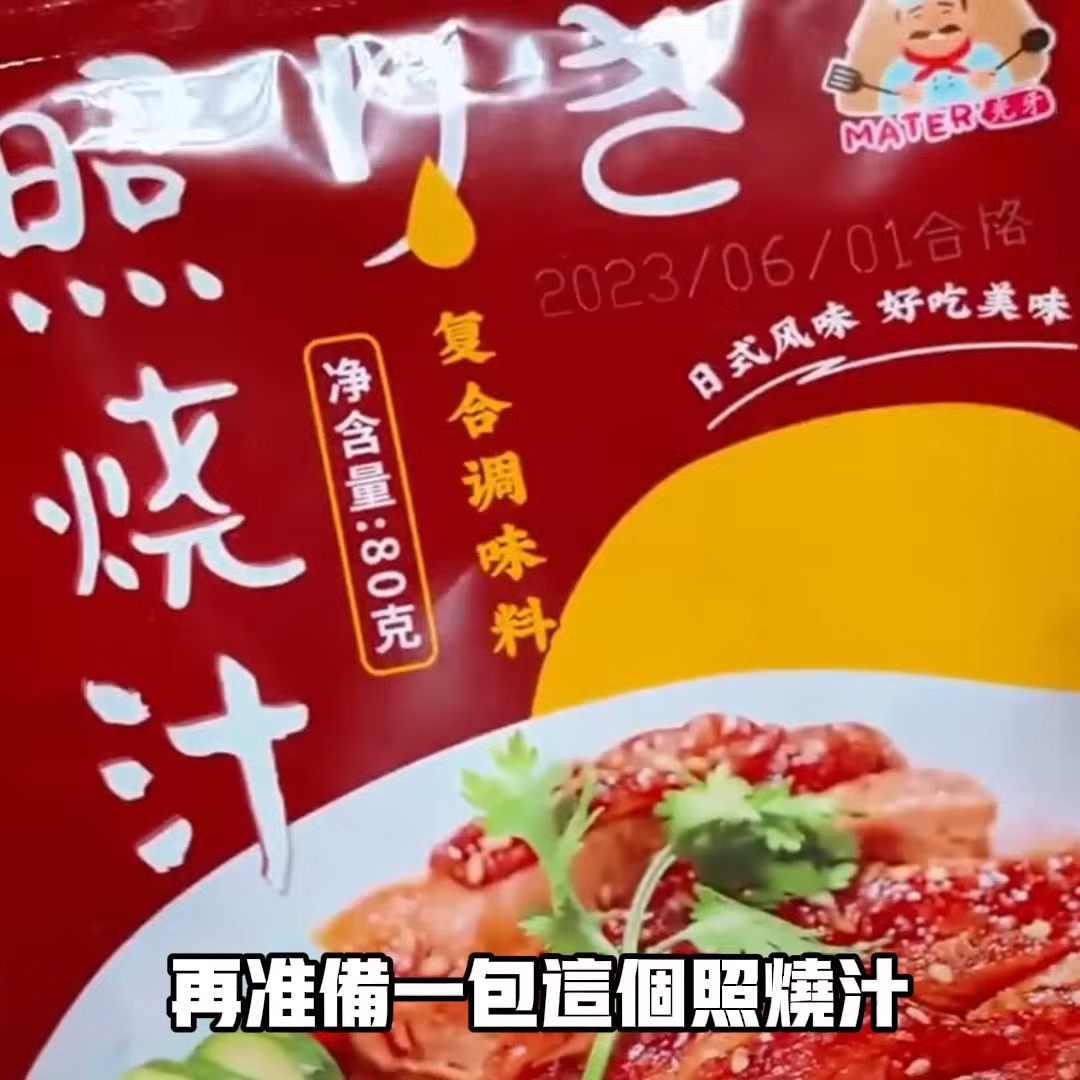 照りき
MATER 光牙
2023/06/01合格
日式风味 好吃美味
照烧汁
复合调味料
净含量:80克
再准備一包這個照燒汁